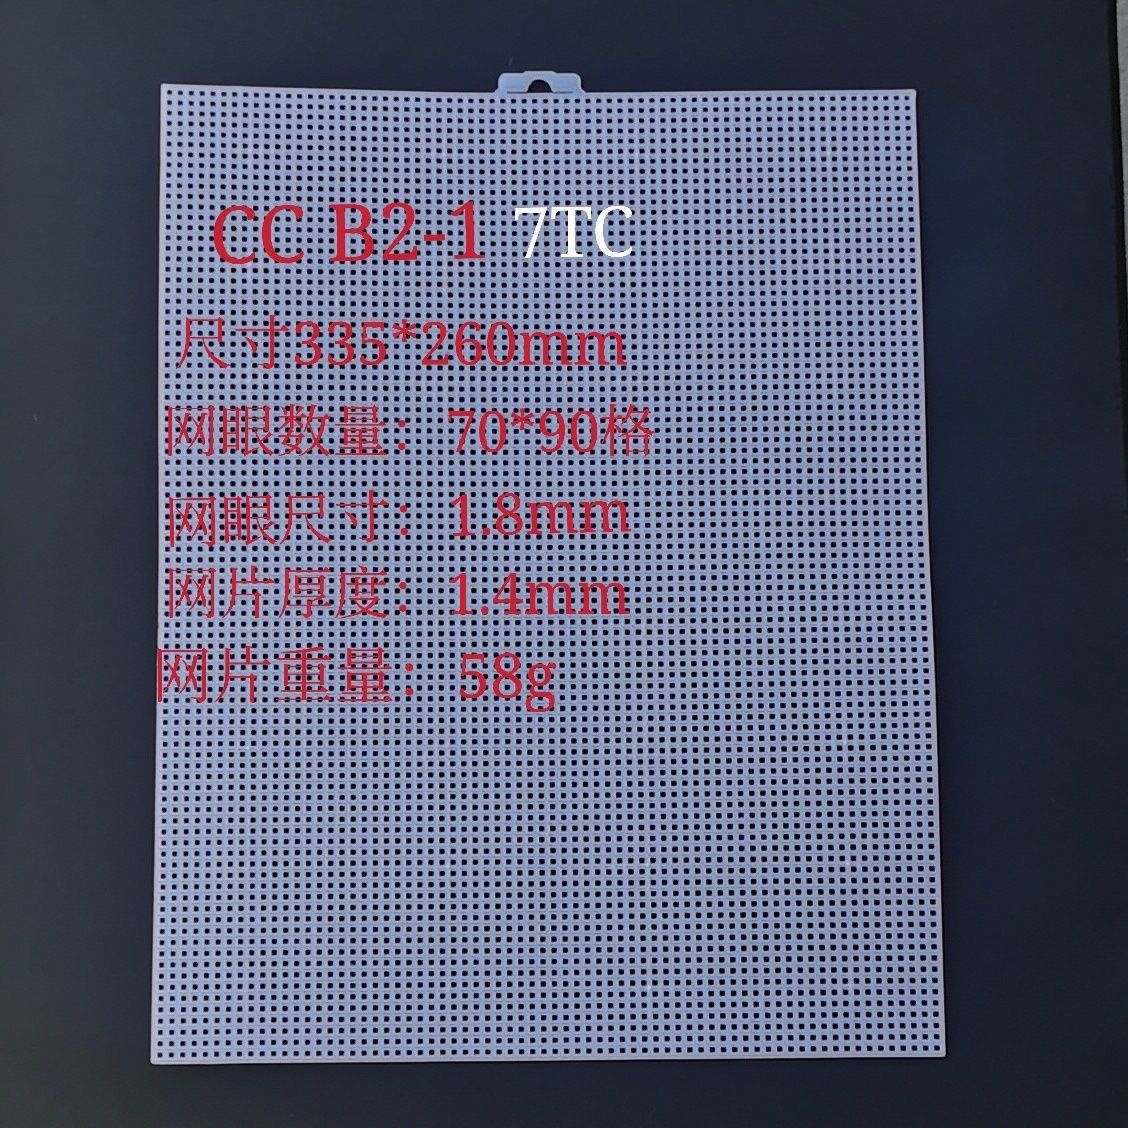 CC B2-1 7TC
尺寸335*260mm
网眼数量：70*90格
网眼尺寸：1.8mm
网片厚度：1.4mm
网片重量：58g